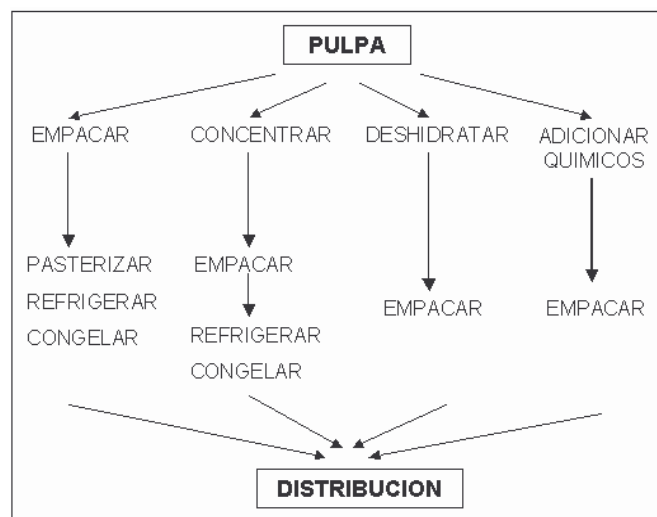 PULPA
EMPACAR
CONCENTRAR
DESHIDRATAR
ADICIONAR
QUIMICOS
PASTERIZAR
REFRIGERAR
CONGELAR
EMPACAR
REFRIGERAR
CONGELAR
EMPACAR
EMPACAR
DISTRIBUCION